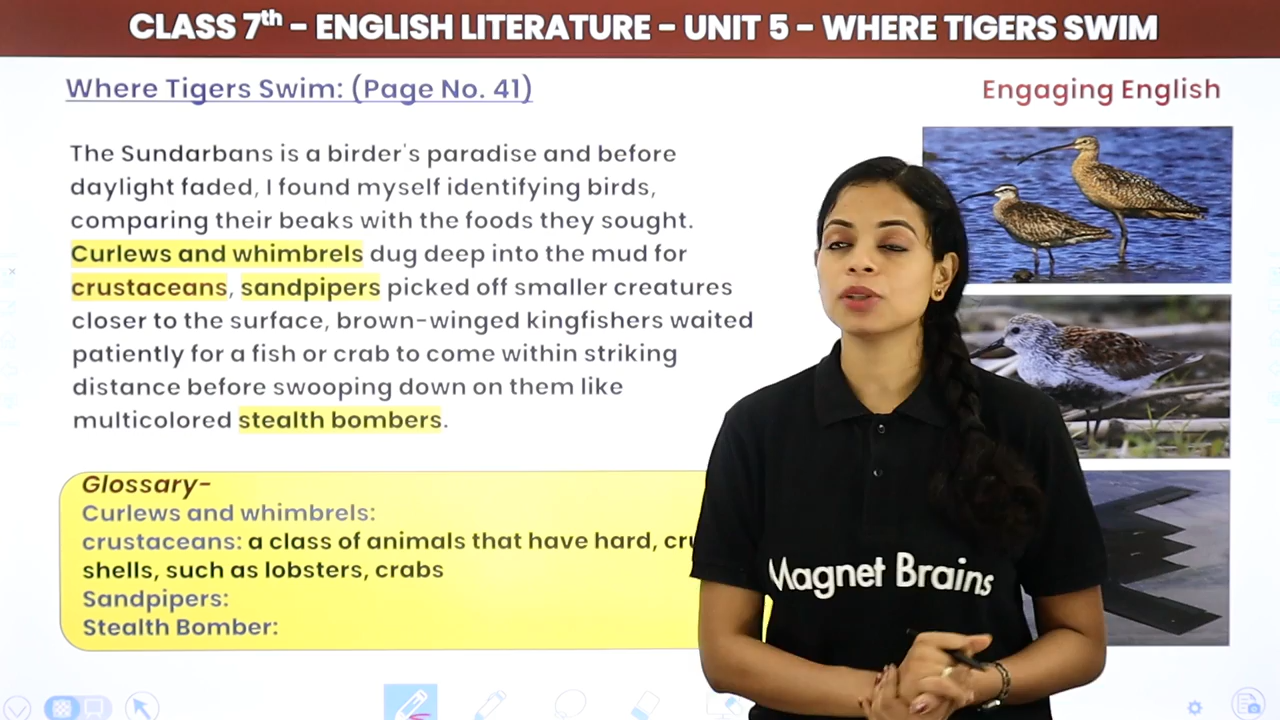 CLASS 7th – ENGLISH LITERATURE – UNIT 5 – WHERE TIGERS SWIM
Where Tigers Swim: (Page No. 41)
Engaging English
The Sundarbans is a birder's paradise and before
daylight faded, I found myself identifying birds,
comparing their beaks with the foods they sought.
Curlews and whimbrels dug deep into the mud for
crustaceans, sandpipers picked off smaller creatures
closer to the surface, brown-winged kingfishers waited
patiently for a fish or crab to come within striking
distance before swooping down on them like
multicolored stealth bombers.
Glossary-
Curlews and whimbrels:
crustaceans: a class of animals that have hard,
shells, such as lobsters, crabs
Sandpipers:
Stealth Bomber:
Magnet Brains